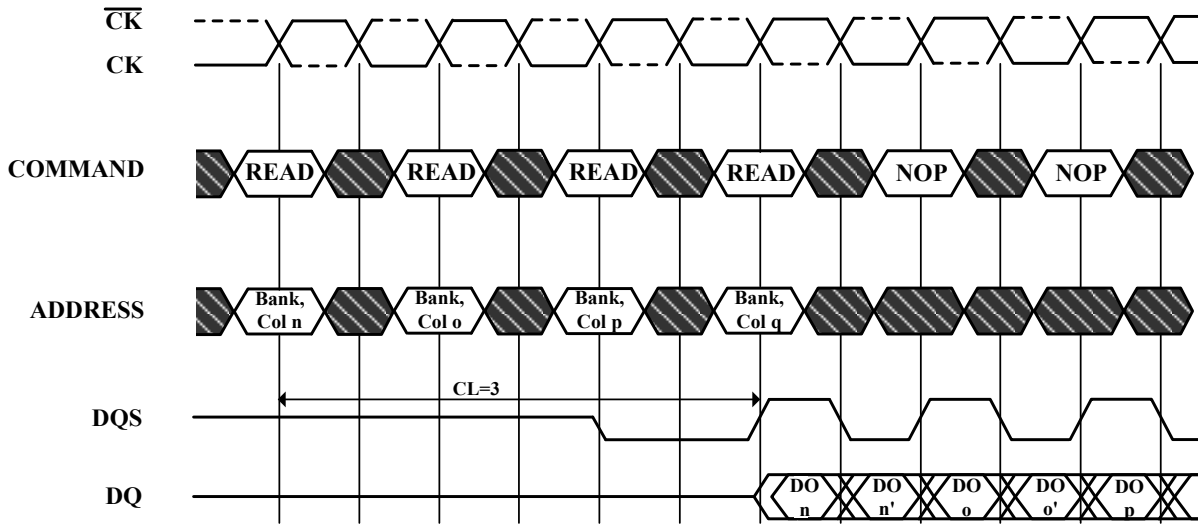 CK
CK
COMMAND
READ
READ
READ
READ
NOP
NOP
ADDRESS
Bank,
Col n
Bank,
Col o
Bank,
Col p
Bank,
Col q
CL=3
DQS
DQ
DO
n
DO
n'
DO
o
DO
o'
DO
p